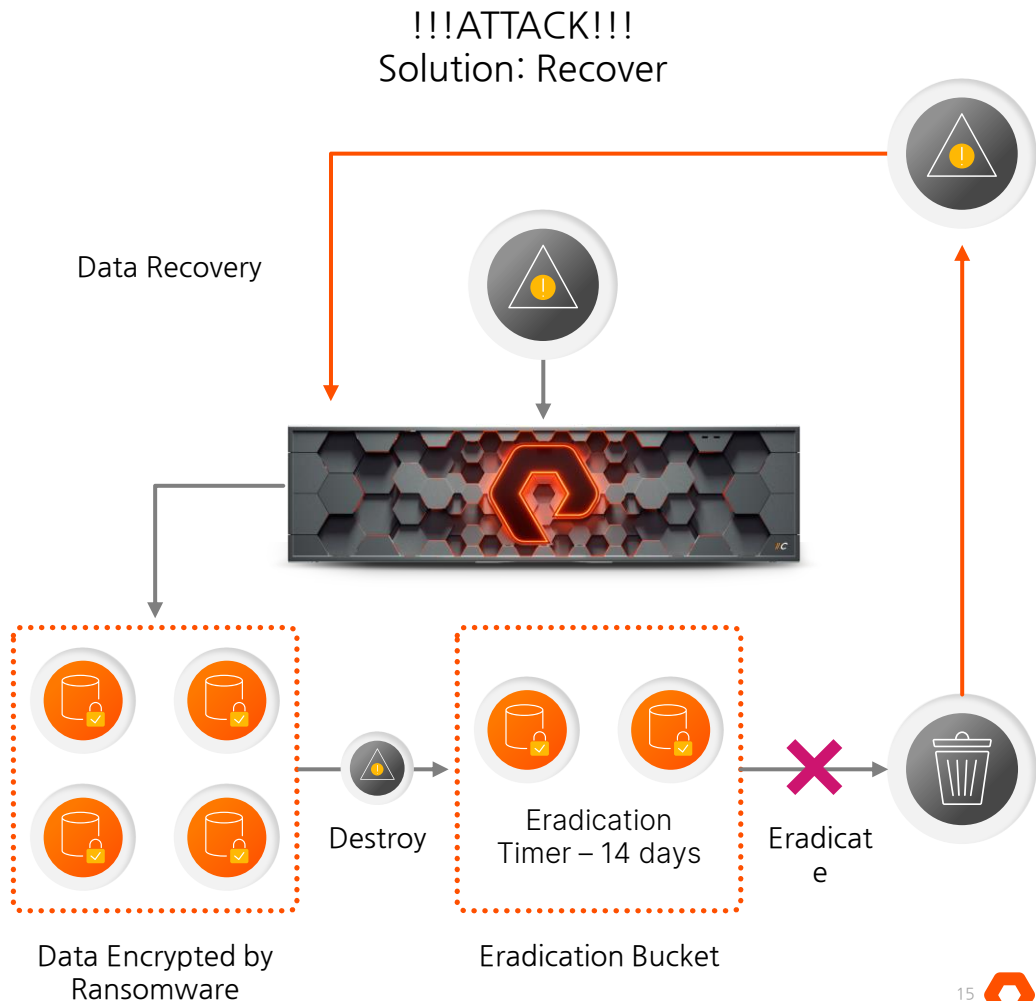 !!!ATTACK!!!
Solution: Recover
Data Recovery
//C
Destroy
Eradication
Timer – 14 days
Eradicat
e
Data Encrypted by
Ransomware
Eradication Bucket
15